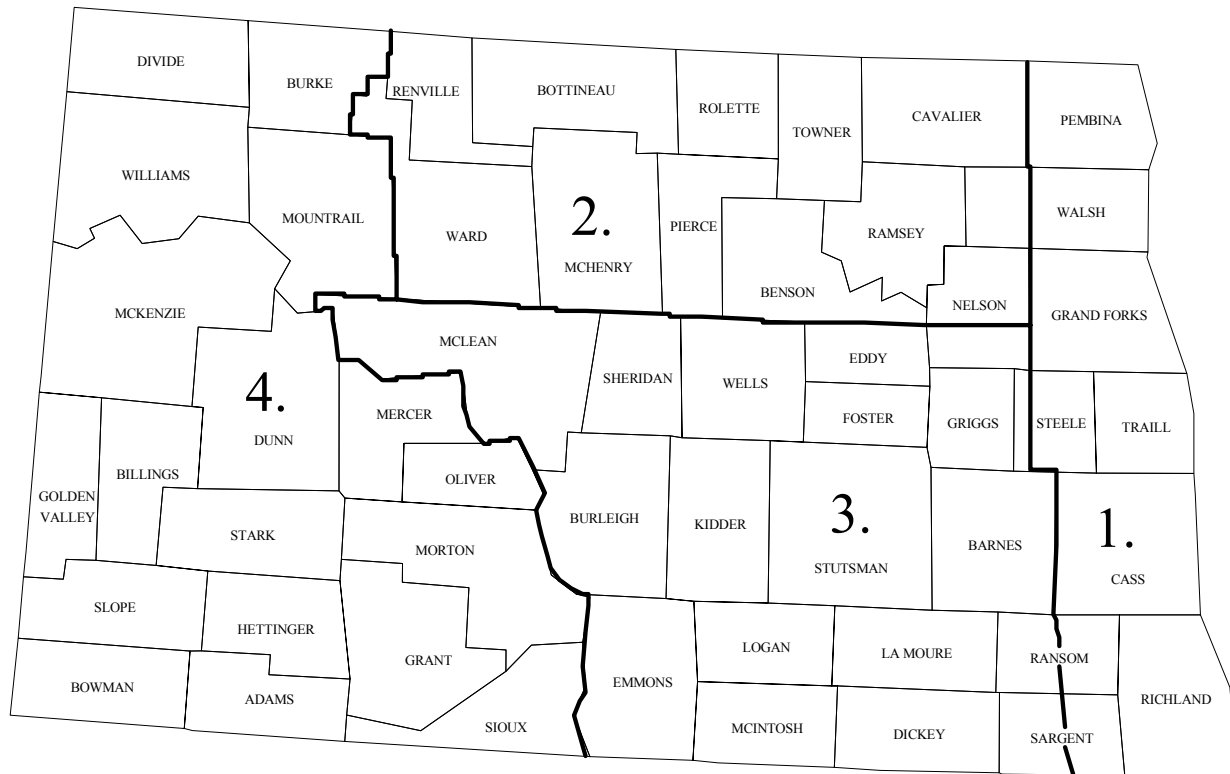 DIVIDE
BURKE
RENVILLE
BOTTINEAU
ROLETTE
TOWNER
CAVALIER
PEMBINA
WILLIAMS
MOUNTRAIL
WARD
2.
MCHENRY
PIERCE
BENSON
RAMSEY
NELSON
WALSH
GRAND FORKS
MCKENZIE
4.
DUNN
MCLEAN
MERCER
OLIVER
SHERIDAN
WELLS
EDDY
FOSTER
GRIGGS
STEELE
TRAILL
GOLDEN
VALLEY
BILLINGS
STARK
MORTON
BURLEIGH
KIDDER
3.
STUTSMAN
BARNES
1.
CASS
SLOPE
HETTINGER
GRANT
BOWMAN
ADAMS
SIOUX
EMMONS
LOGAN
LA MOURE
RANSOM
RICHLAND
MCINTOSH
DICKEY
SARGENT